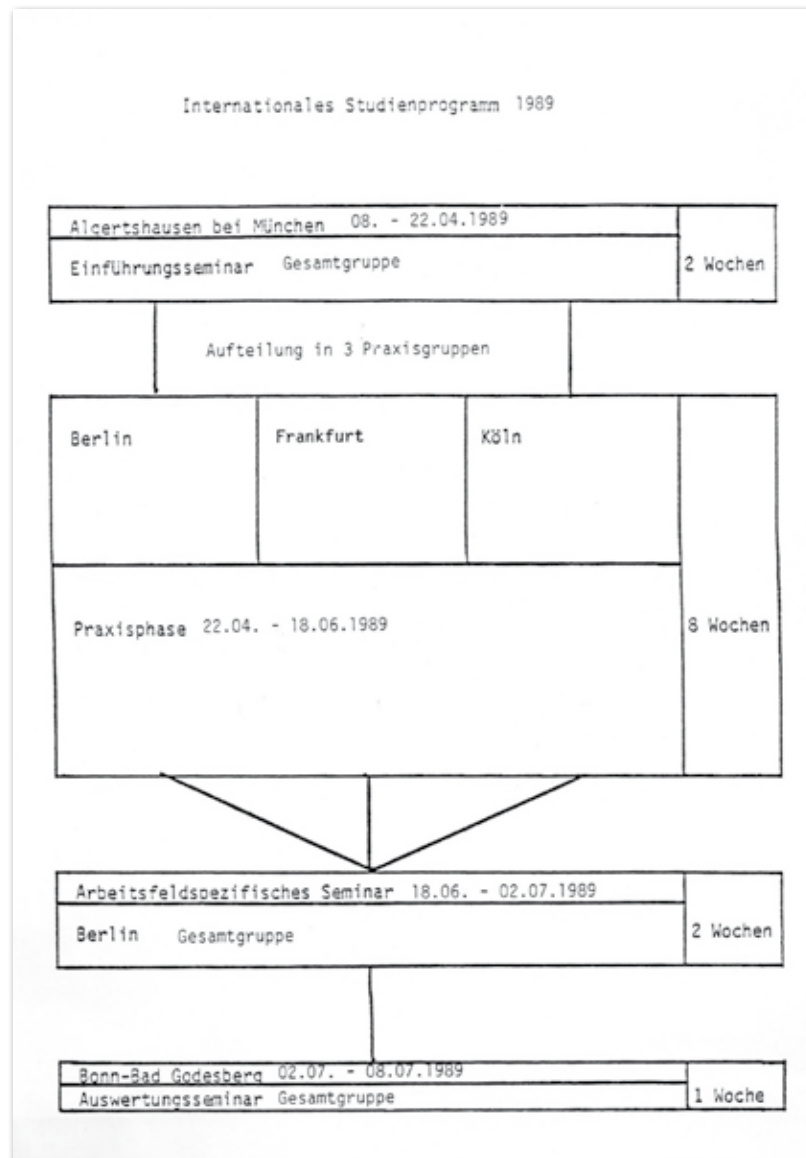 Internationales Studienprogramm 1989
Alcertshausen bei München 08. - 22.04.1989
Einführungsseminar Gesamtgruppe
2 Wochen
Aufteilung in 3 Praxisgruppen
Berlin Frankfurt Köln
Praxisphase 22.04. - 18.06.1989
8 Wochen
Arbeitsfeldspezifisches Seminar 18.06. - 02.07.1989
Berlin Gesamtgruppe
2 Wochen
Bonn-Bad Godesberg 02.07. - 08.07.1989
Auswertungsseminar Gesamtgruppe
1 Woche